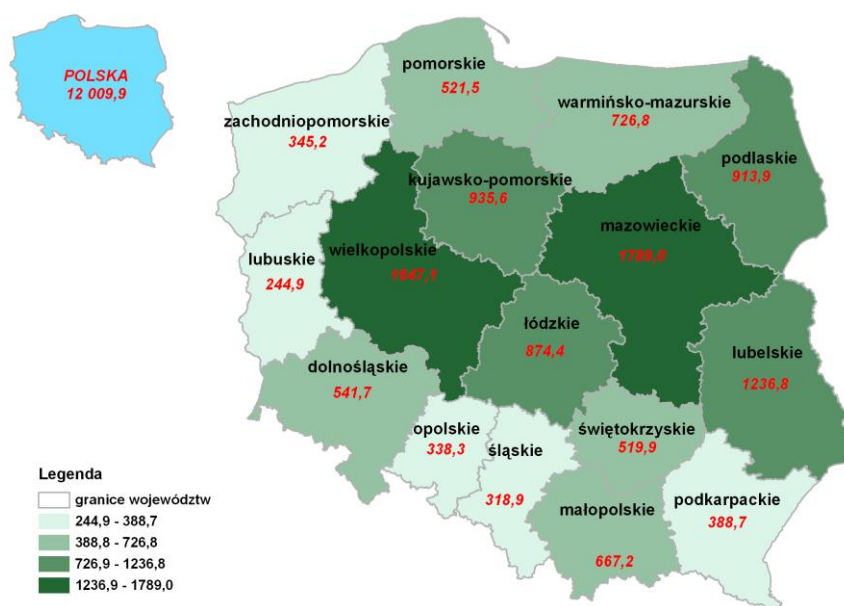 POLSKA
12 009,9
pomorskie
521,5
warmińsko-mazurskie
726,8
zachodniopomorskie
345,2
podlaskie
913,9
kujawsko-pomorskie
935,6
mazowieckie
1789,0
wielkopolskie
1647,1
lubuskie
244,9
łódzkie
874,4
lubelskie
1236,8
dolnośląskie
541,7
opolskie
338,3
śląskie
318,9
świętokrzyskie
519,9
małopolskie
667,2
podkarpackie
388,7
Legenda
granice województw
244,9 - 388,7
388,8 - 726,8
726,9 - 1236,8
1236,9 - 1789,0